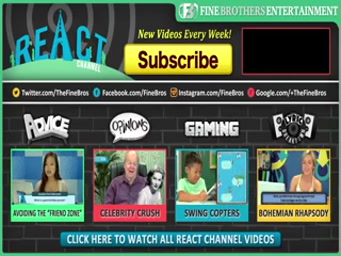 REACT
CHANNEL
FINE BROTHERS ENTERTAINMENT
New Videos Every Week!
Subscribe
Twitter.com/TheFineBros
Facebook.com/FineBros
Instagram.com/FineBros
Google.com/+TheFineBros
ADVICE
OPINIONS
GAMING
LYRIC
AVOIDING THE "FRIEND ZONE"
CELEBRITY CRUSH
SWING COPTERS
BOHEMIAN RHAPSODY
CLICK HERE TO WATCH ALL REACT CHANNEL VIDEOS